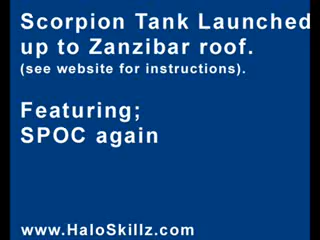 Scorpion Tank Launched
up to Zanzibar roof.
(see website for instructions).
Featuring;
SPOC again
www.HaloSkillz.com